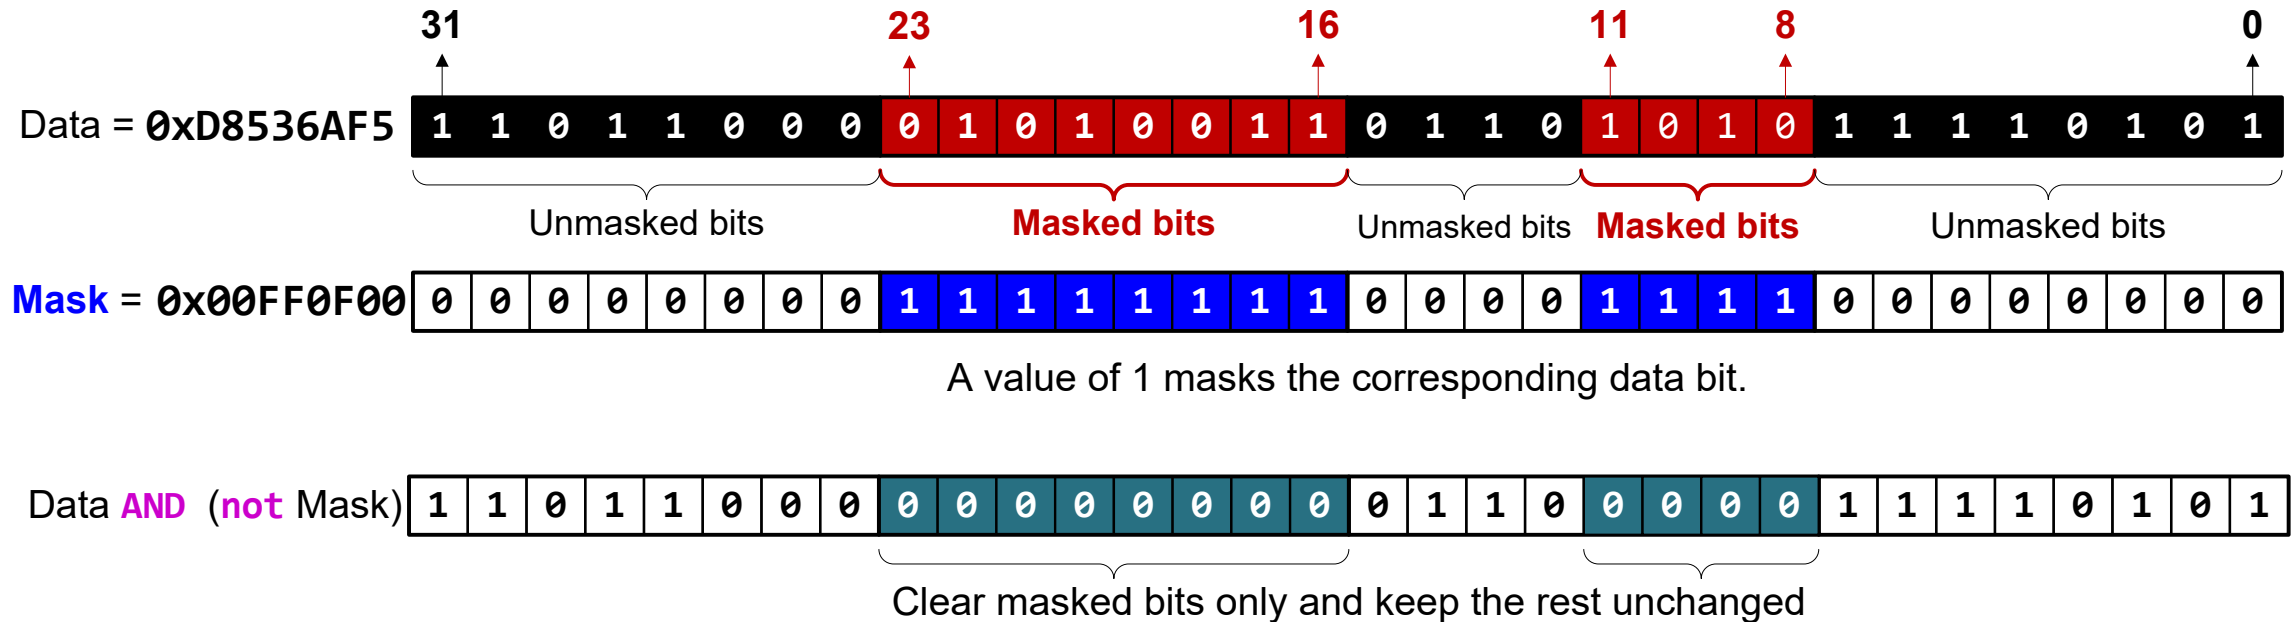 31 23 16 11 8 0
Data = 0xD8536AF5 1 1 0 1 1 0 0 0 0 1 0 1 0 0 1 1 0 1 1 0 1 0 1 0 1 1 1 1 0 1 0 1
Unmasked bits Masked bits Unmasked bits Masked bits Unmasked bits
Mask = 0x00FF0F00 0 0 0 0 0 0 0 0 1 1 1 1 1 1 1 1 0 0 0 0 1 1 1 1 0 0 0 0 0 0 0 0
A value of 1 masks the corresponding data bit.
Data AND (not Mask) 1 1 0 1 1 0 0 0 0 0 0 0 0 0 0 0 0 1 1 0 0 0 0 0 1 1 1 1 0 1 0 1
Clear masked bits only and keep the rest unchanged